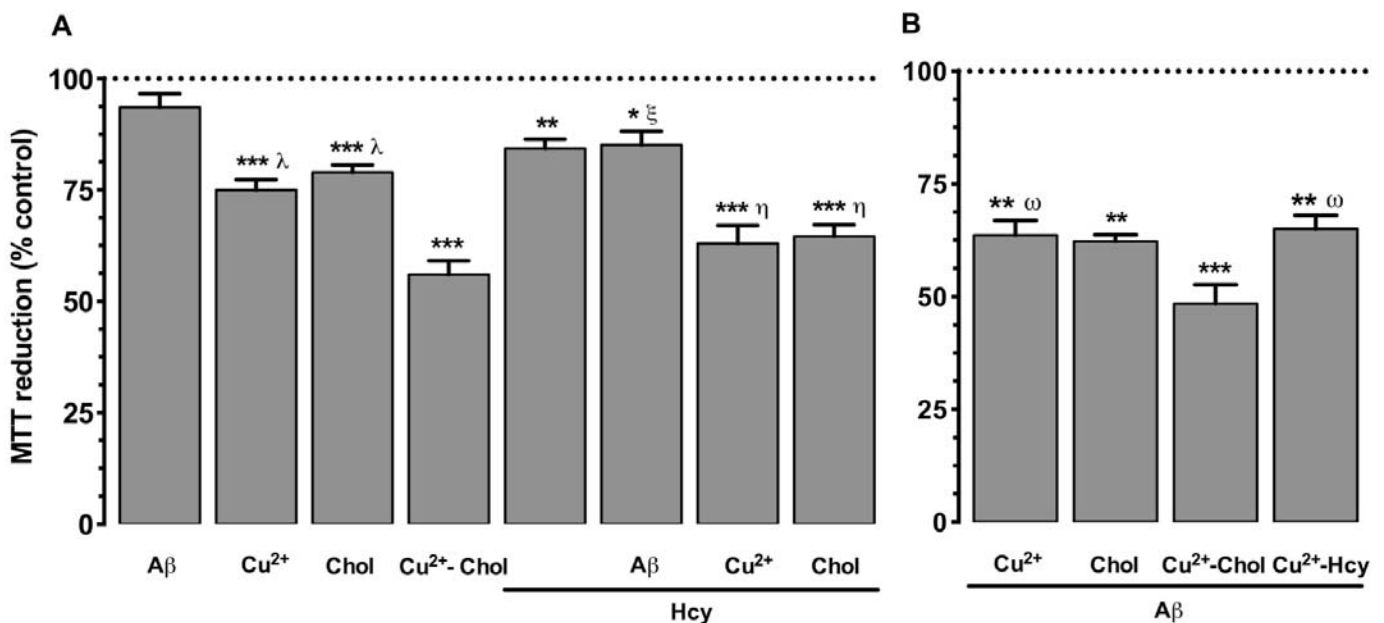 A
B
MTT reduction (% control)
100
75
50
25
0
*** λ
*** λ
***
**
* ξ
*** η
*** η
Aβ
Cu²⁺
Chol
Cu²⁺- Chol
Aβ
Cu²⁺
Chol
Hcy
100
75
50
25
0
** ω
**
***
** ω
Cu²⁺
Chol
Cu²⁺-Chol
Cu²⁺-Hcy
Aβ